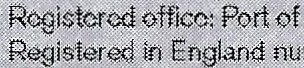 Registered office: Port of
Registered in England nu